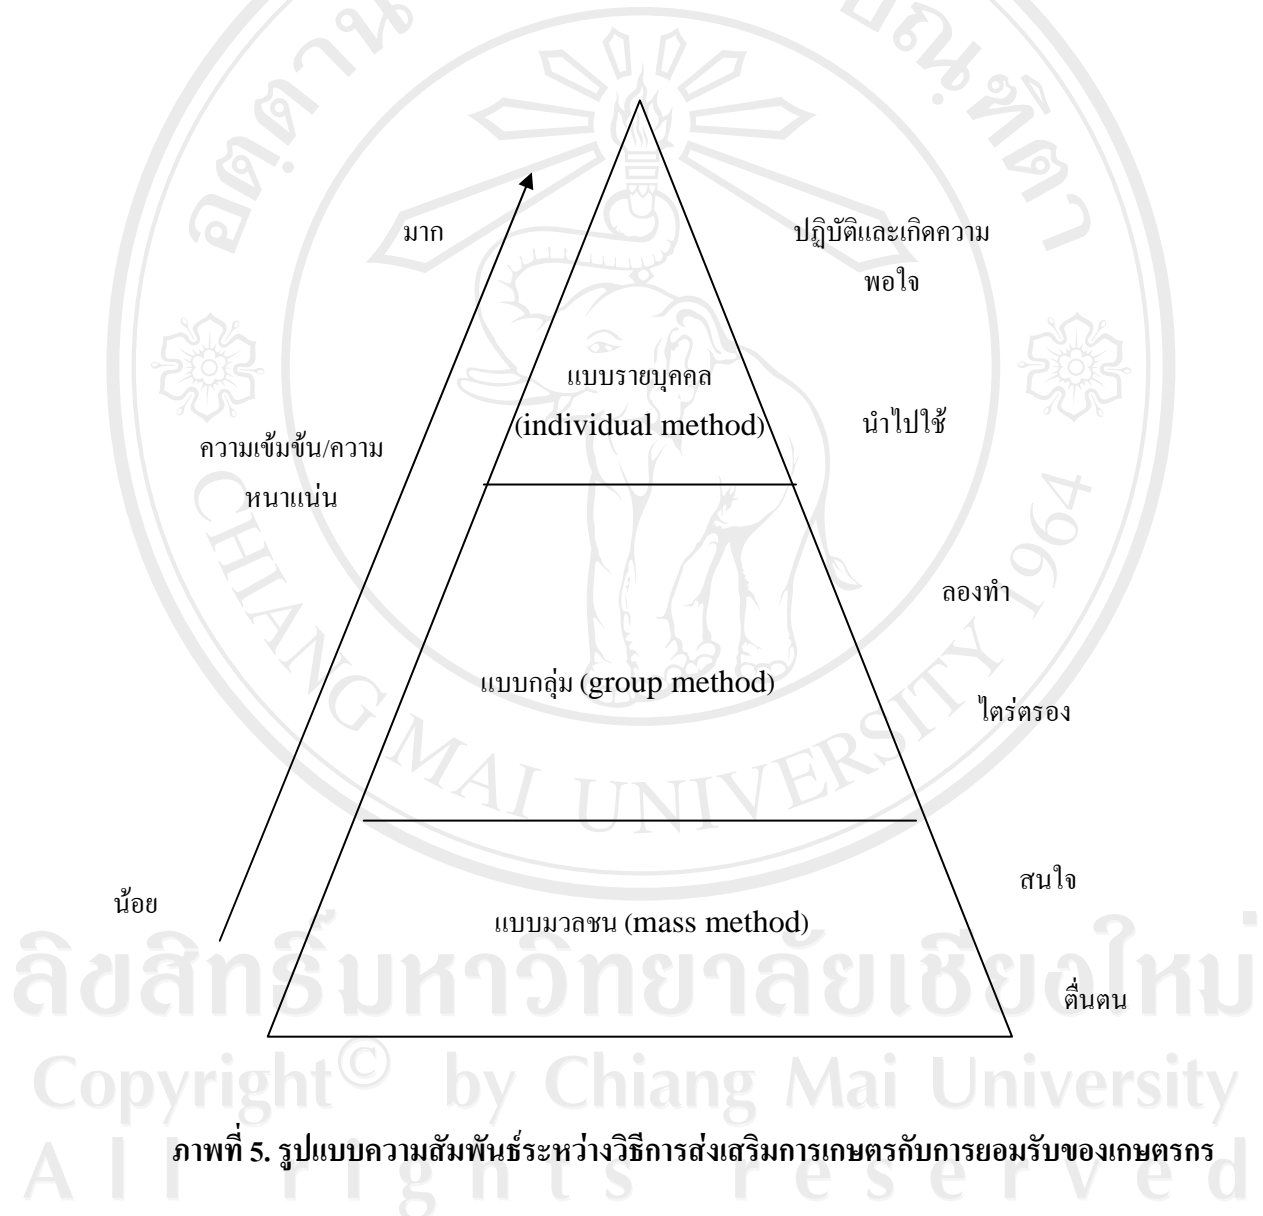 มาก
ปฏิบัติและเกิดความ
พอใจ
แบบรายบุคคล
(individual method)
นำไปใช้
ความเข้มข้น/ความ
หนาแน่น
ลองทำ
แบบกลุ่ม (group method)
ไตร่ตรอง
น้อย
สนใจ
แบบมวลชน (mass method)
ตื่นตน
CHIANG MAI UNIVERSITY 1964
ลิขสิทธิ์มหาวิทยาลัยเชียงใหม่
Copyright© by Chiang Mai University
All rights reserved
ภาพที่ 5. รูปแบบความสัมพันธ์ระหว่างวิธีการส่งเสริมการเกษตรกับการยอมรับของเกษตรกร